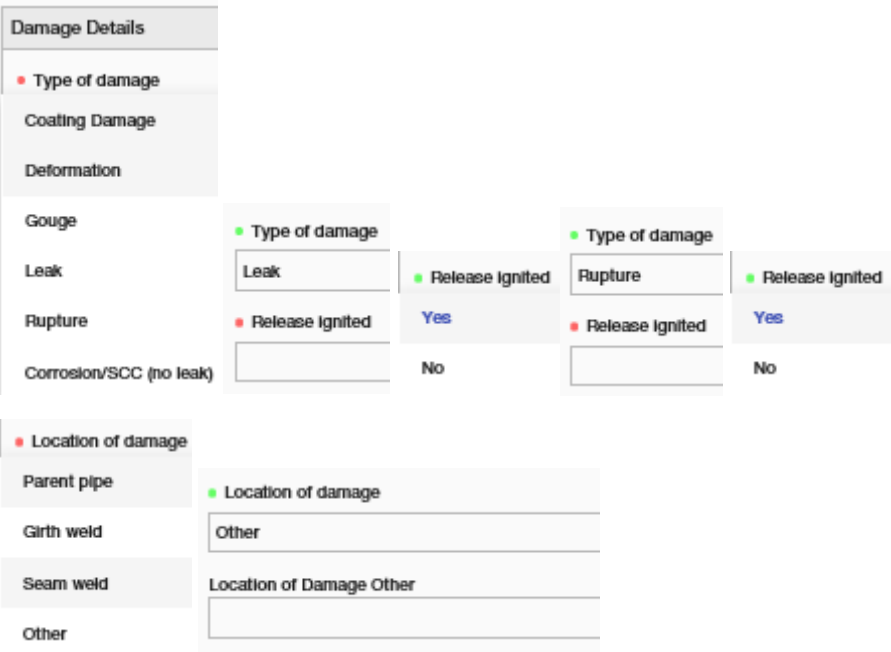 Damage Details
Type of damage
Coating Damage
Deformation
Gouge
Leak
Rupture
Corrosion/SCC (no leak)
Type of damage
Leak
Release ignited
Release ignited
Yes
No
Type of damage
Rupture
Release ignited
Release ignited
Yes
No
Location of damage
Parent pipe
Girth weld
Seam weld
Other
Location of damage
Other
Location of Damage Other